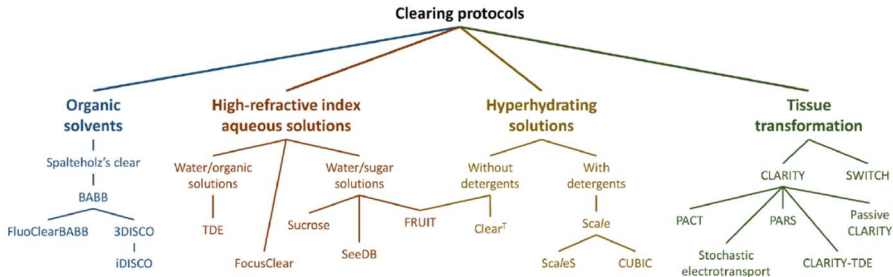 Clearing protocols
Organic
solvents
High-refractive index
aqueous solutions
Hyperhydrating
solutions
Tissue
transformation
Spalteholz's clear
Water/organic
solutions
Water/sugar
solutions
Without
detergents
With
detergents
CLARITY
SWITCH
BABB
FluoClearBABB
3DISCO
TDE
Sucrose
FRUIT
Clearᵀ
Scale
PACT
PARS
Passive
CLARITY
iDISCO
FocusClear
SeeDB
ScaleS
CUBIC
Stochastic
electrotransport
CLARITY-TDE